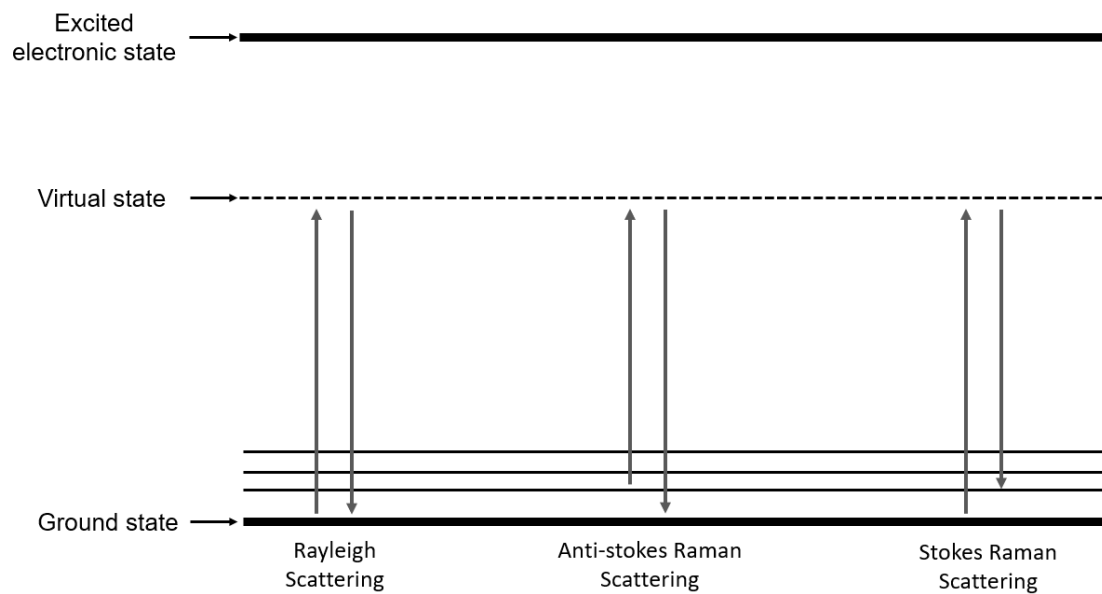 Excited
electronic state
Virtual state
Ground state
Rayleigh
Scattering
Anti-stokes Raman
Scattering
Stokes Raman
Scattering